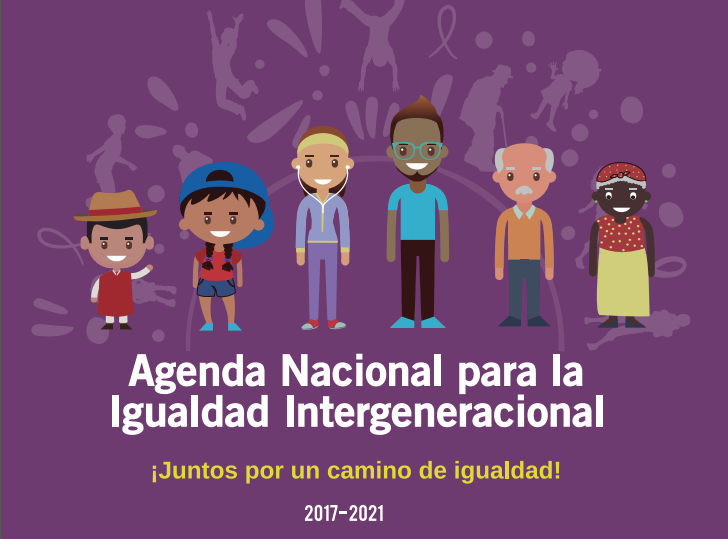 Agenda Nacional para la
Igualdad Intergeneracional
¡Juntos por un camino de igualdad!
2017-2021